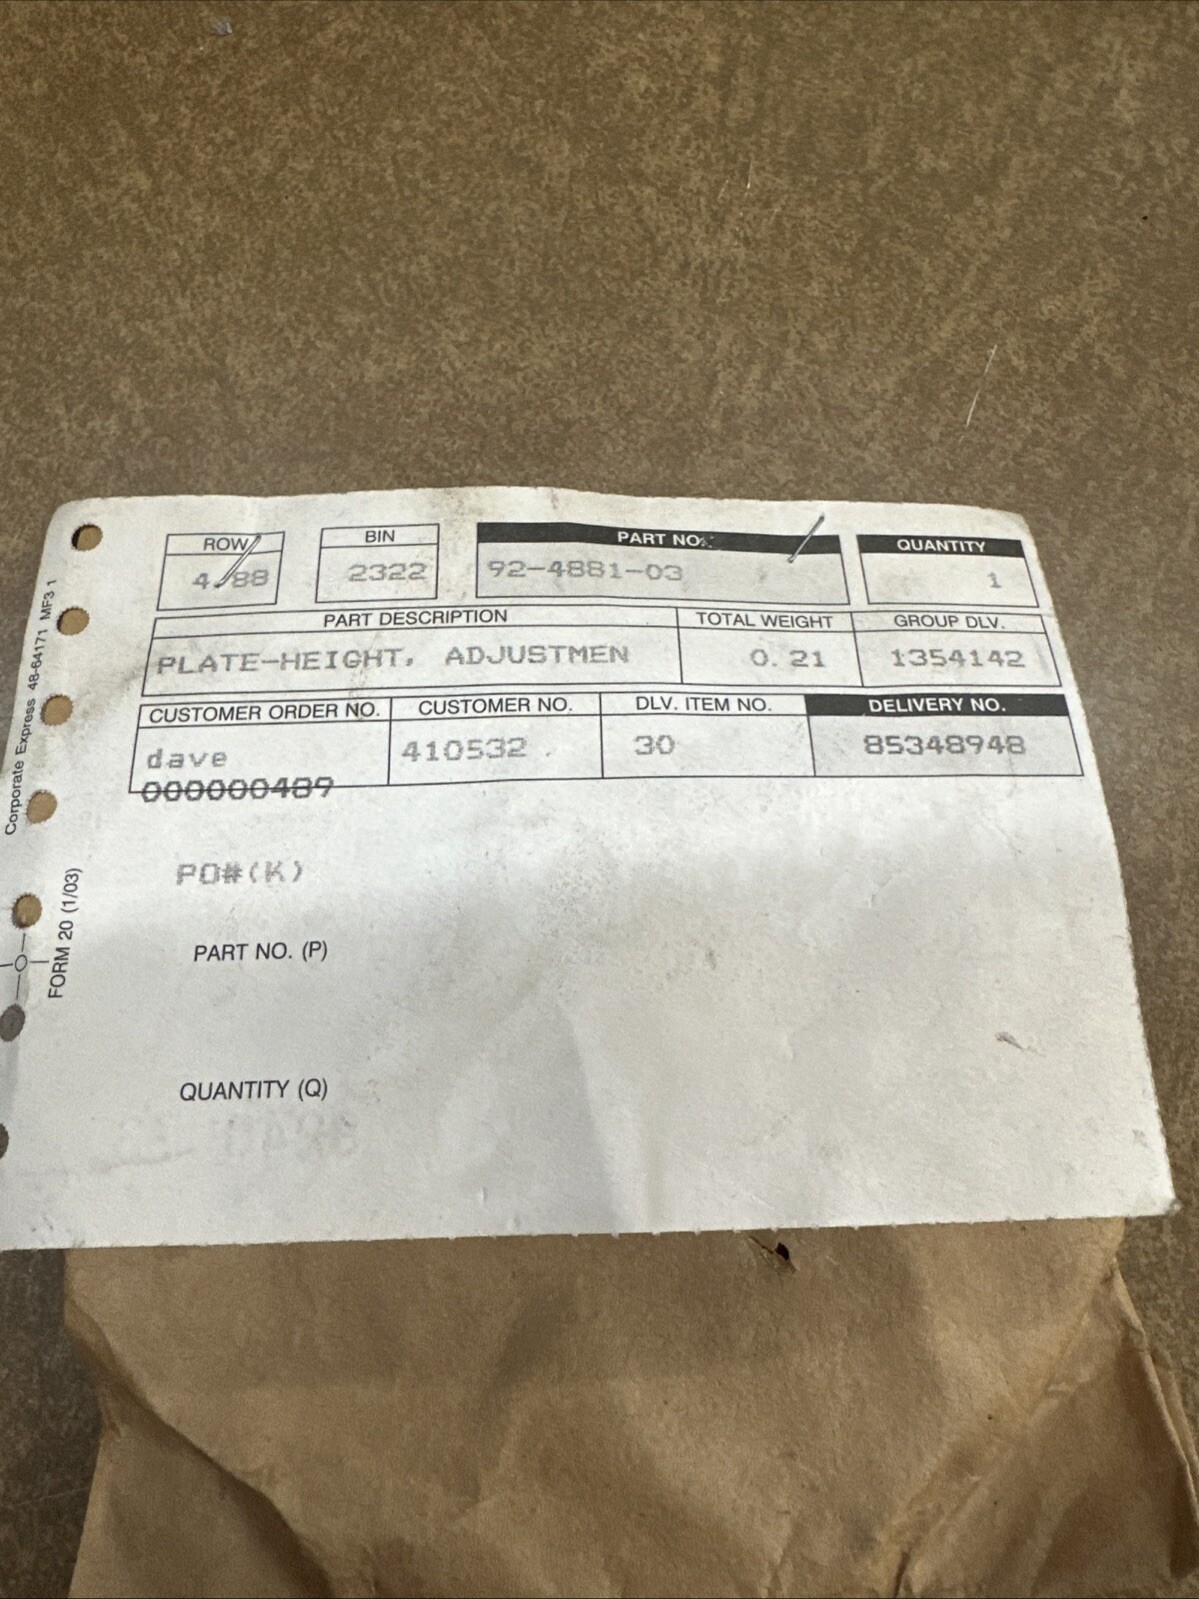 ROW
BIN
PART NO.
QUANTITY
2322
92-4881-03
1
PART DESCRIPTION
TOTAL WEIGHT
GROUP DLV.
PLATE-HEIGHT, ADJUSTMEN
0.21
1354142
CUSTOMER ORDER NO.
CUSTOMER NO.
DLV. ITEM NO.
DELIVERY NO.
dave
410532
30
85348948
000000489
PO#(K)
PART NO. (P)
QUANTITY (Q)
Corporate Express 48-64171 MF3 1
FORM 20 (1/03)